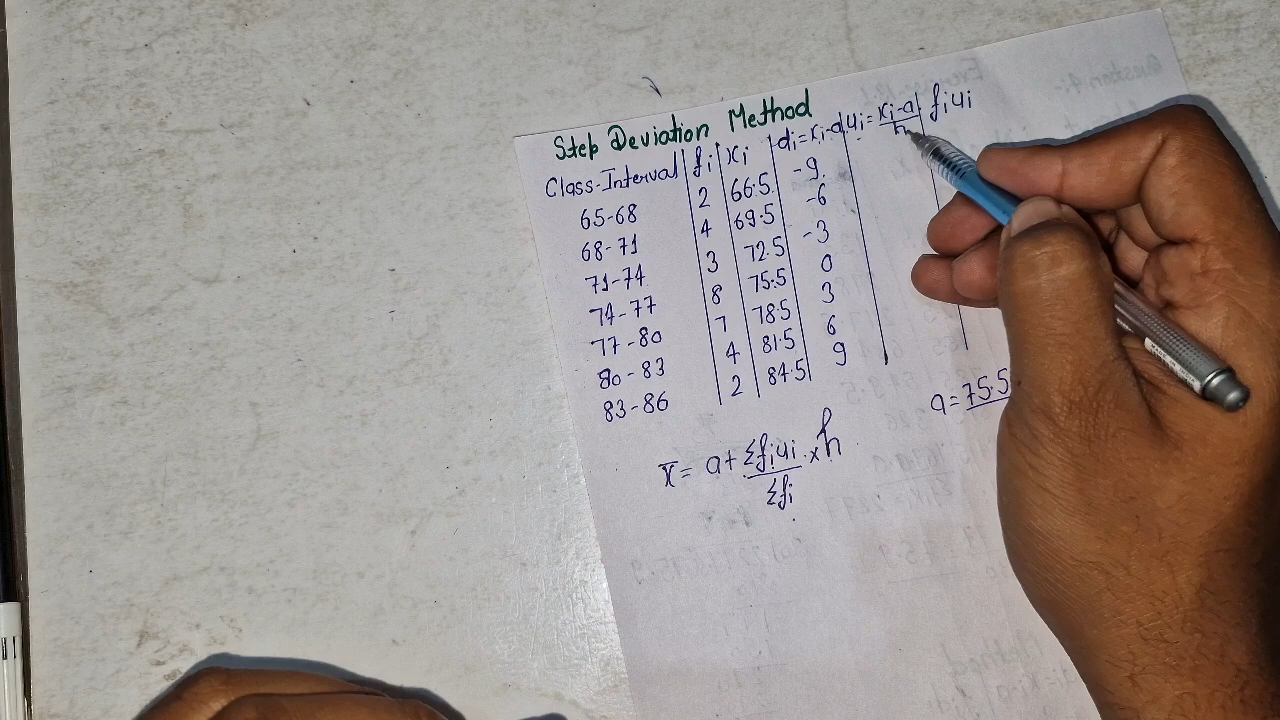 Step Deviation Method
Class-Interval fi xi di=xi-a ui=xi-a/h fiui
65-68 2 66.5 -9
68-71 4 69.5 -6
71-74 3 72.5 -3
74-77 8 75.5 0
77-80 7 78.5 3
80-83 4 81.5 6
83-86 2 84.5 9
a=75.5
x̄= a+ Σfiui/Σfi ×h